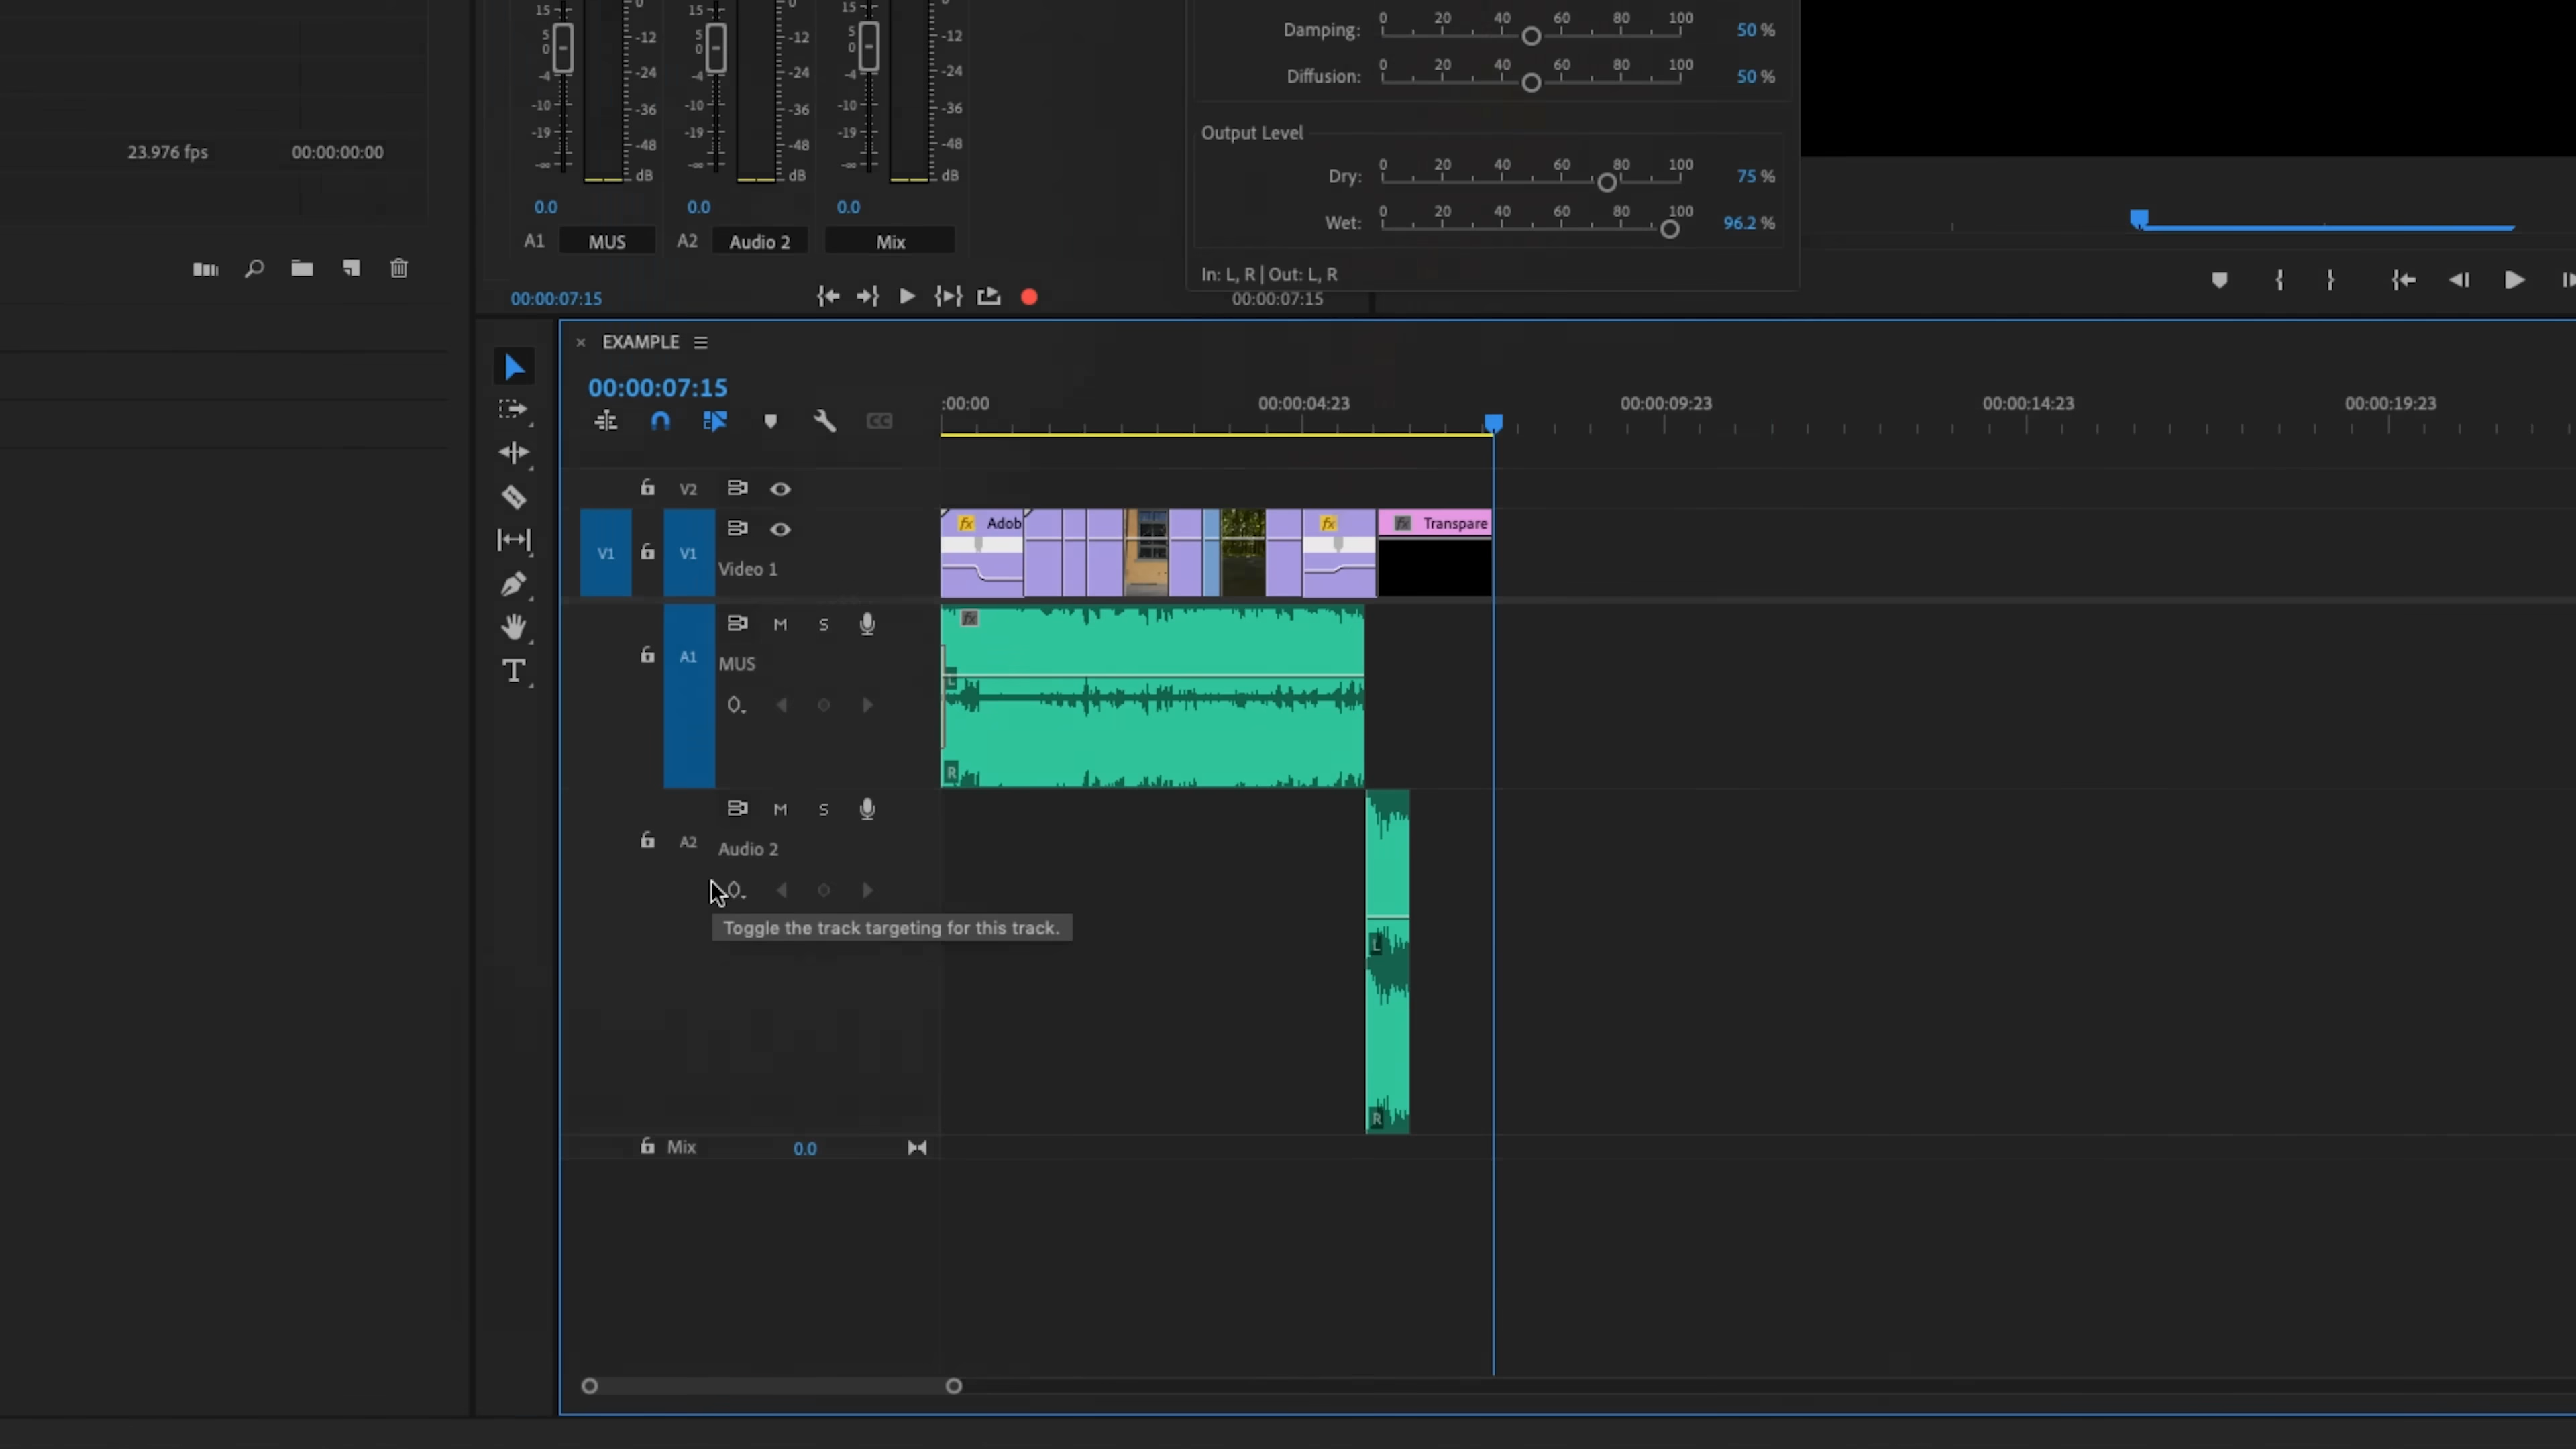 15 0 15 0 15 0
5 5 5
0 -12 0 -12 0 -12
-4 -24 -4 -24 -4 -24
-10 -36 -10 -36 -10 -36
-19 -48 -19 -48 -19 -48
-∞ dB -∞ dB -∞ dB
0.0 0.0 0.0
A1 MUS A2 Audio 2 Mix
00:00:07:15
23.976 fps 00:00:00:00
0 20 40 60 80 100
Damping: 50 %
0 20 40 60 80 100
Diffusion: 50 %
Output Level
0 20 40 60 80 100
Dry: 75 %
0 20 40 60 80 100
Wet: 96.2 %
In: L, R | Out: L, R
00:00:07:15
EXAMPLE
00:00:07:15
CC
:00:00 00:00:04:23 00:00:09:23 00:00:14:23 00:00:19:23
V2
fx Adob fx fx Transpare
V1 V1
Video 1
fx
M S
A1
MUS
L
R
M S
A2
Audio 2
Toggle the track targeting for this track.
L
R
Mix 0.0